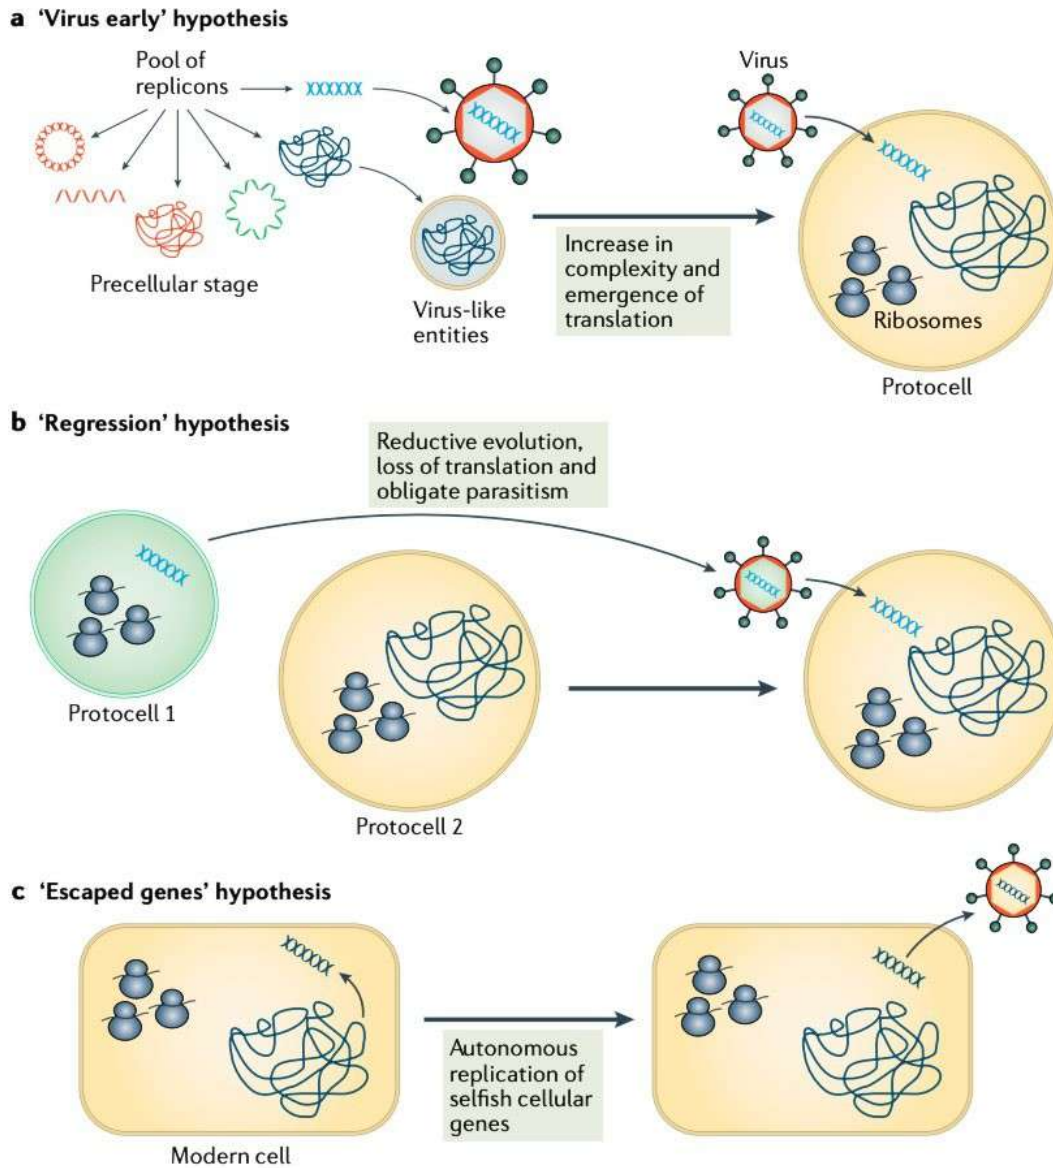 a 'Virus early' hypothesis
Pool of
replicons
Precellular stage
Virus-like
entities
Increase in
complexity and
emergence of
translation
Virus
Ribosomes
Protocell
b 'Regression' hypothesis
Reductive evolution,
loss of translation and
obligate parasitism
Protocell 1
Protocell 2
c 'Escaped genes' hypothesis
Autonomous
replication of
selfish cellular
genes
Modern cell